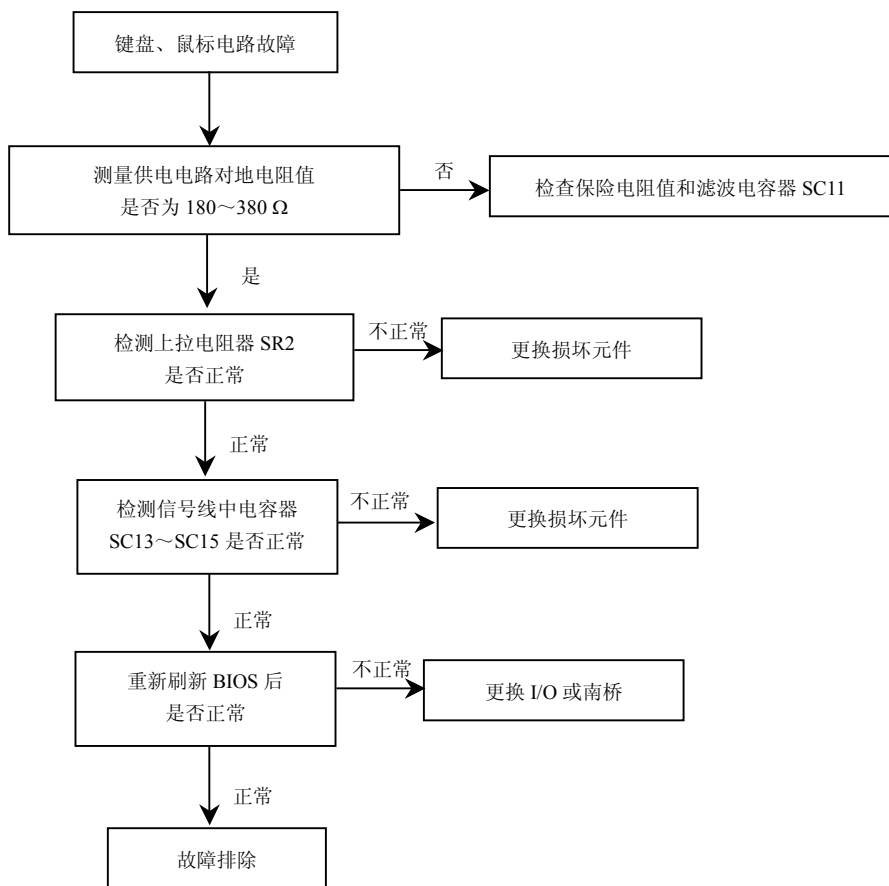 键盘、鼠标电路故障
测量供电电路对地电阻值
是否为 180～380 Ω
否
检查保险电阻值和滤波电容器 SC11
是
检测上拉电阻器 SR2
是否正常
不正常
更换损坏元件
正常
检测信号线中电容器
SC13～SC15 是否正常
不正常
更换损坏元件
正常
重新刷新 BIOS 后
是否正常
不正常
更换 I/O 或南桥
正常
故障排除